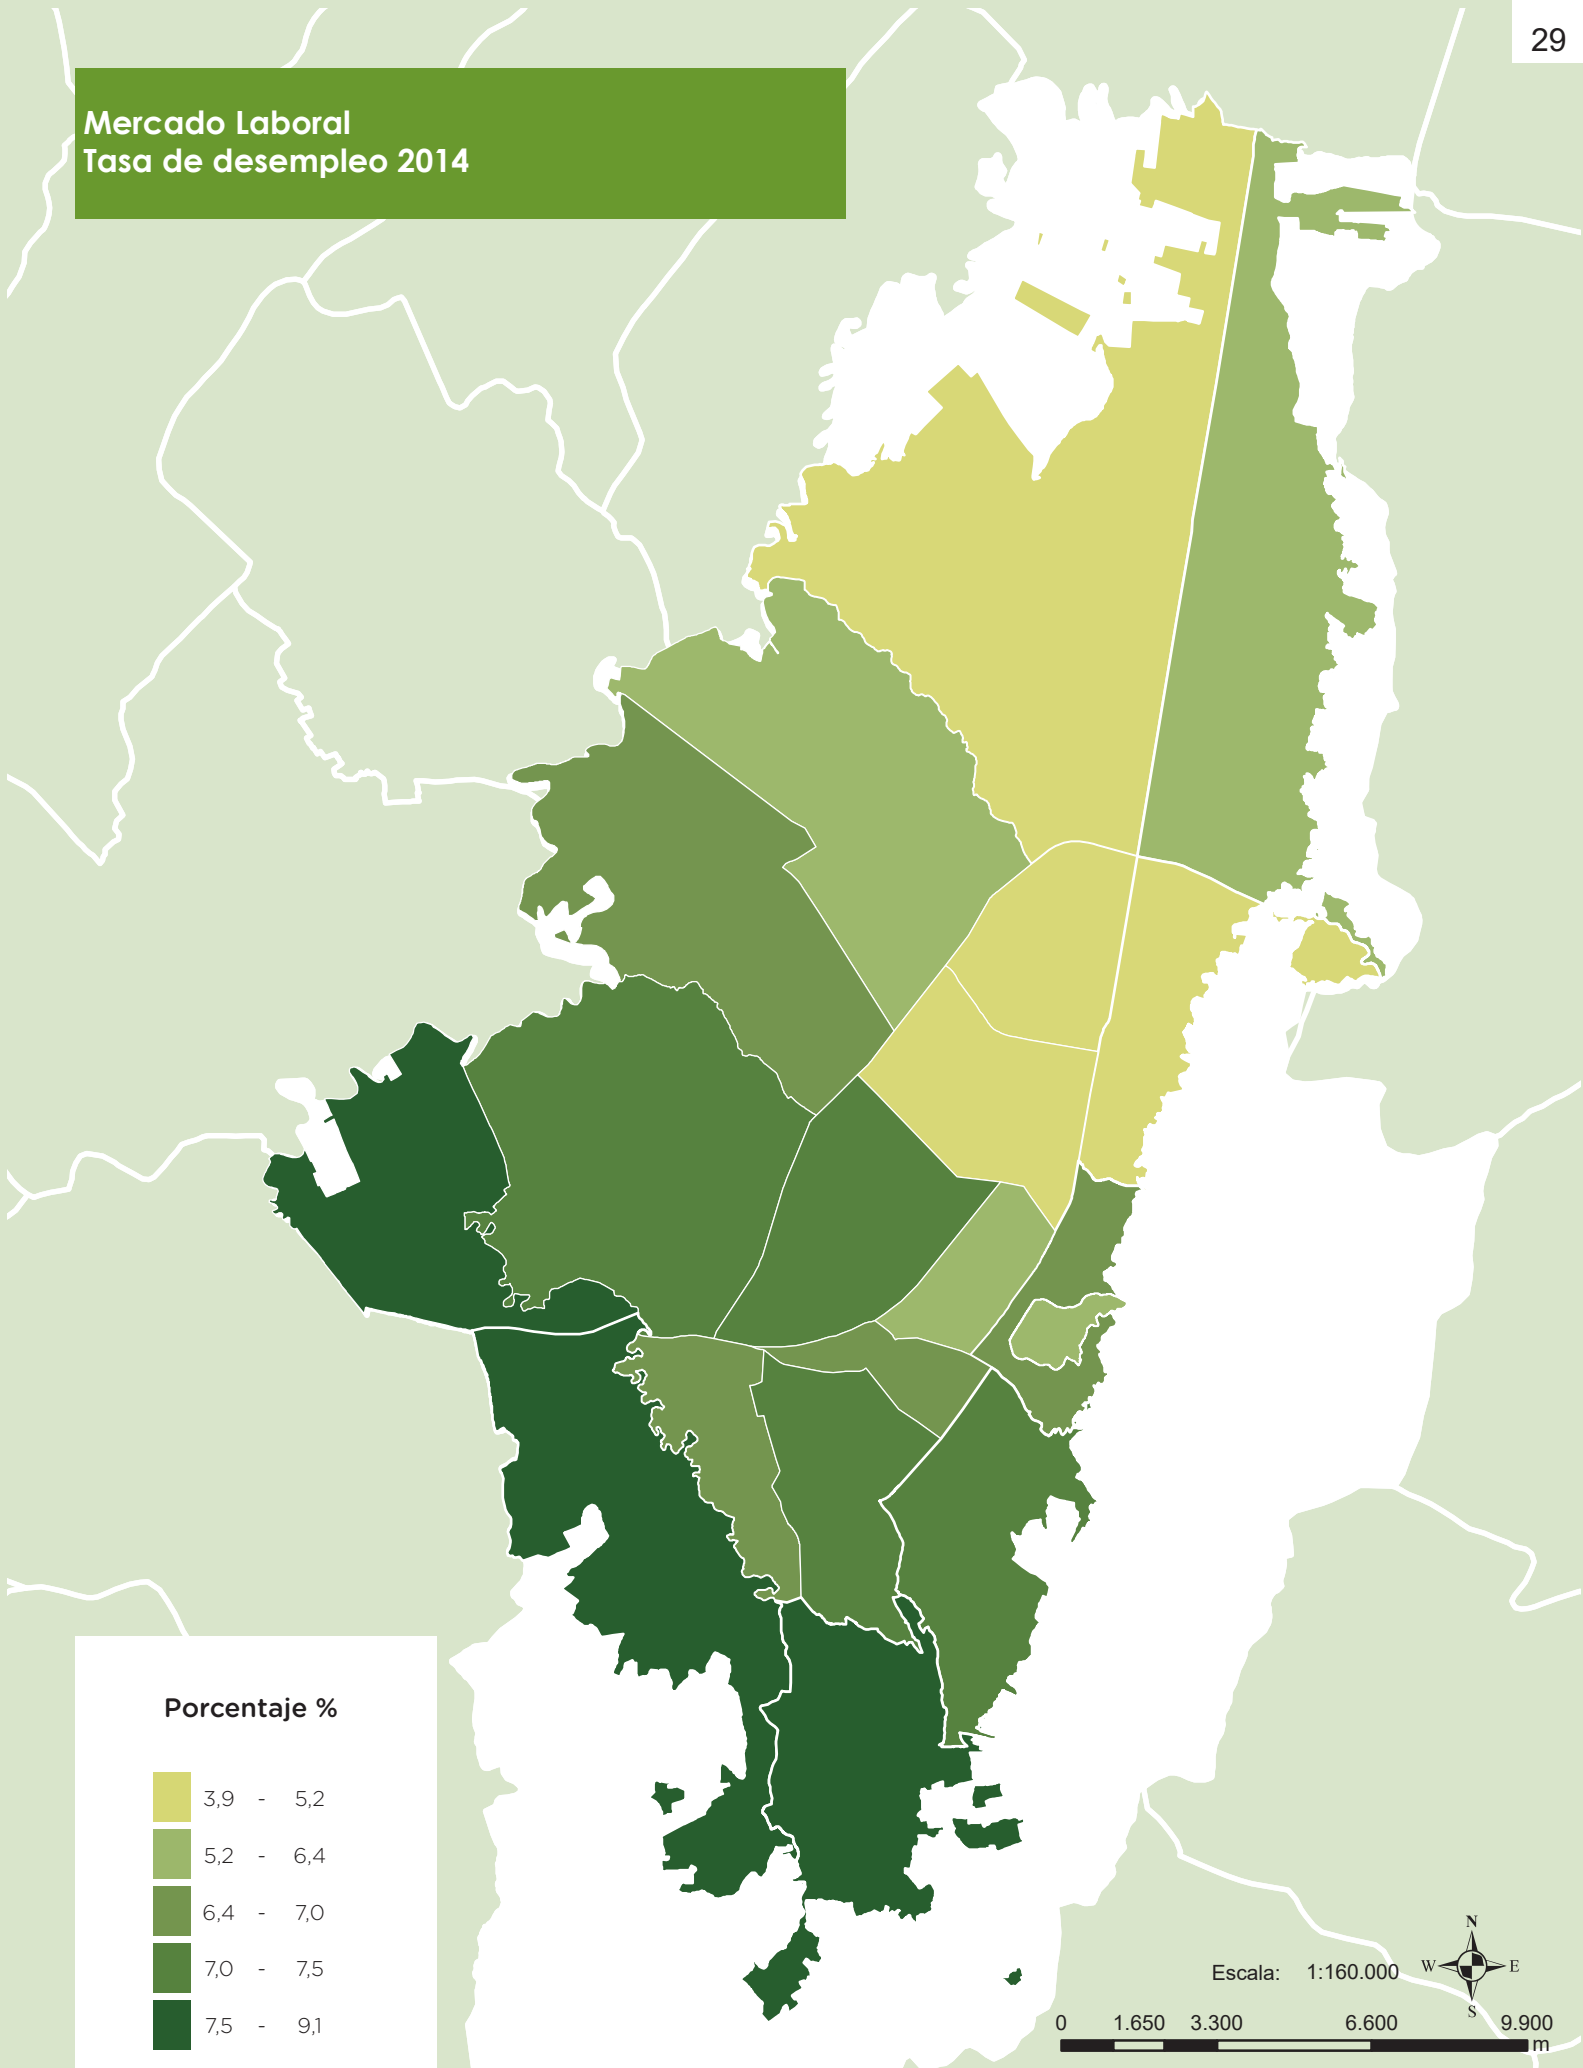 29
Mercado Laboral
Tasa de desempleo 2014
Porcentaje %
3,9 - 5,2
5,2 - 6,4
6,4 - 7,0
7,0 - 7,5
7,5 - 9,1
N
W E
S
Escala: 1:160.000
0 1.650 3.300 6.600 9.900
m